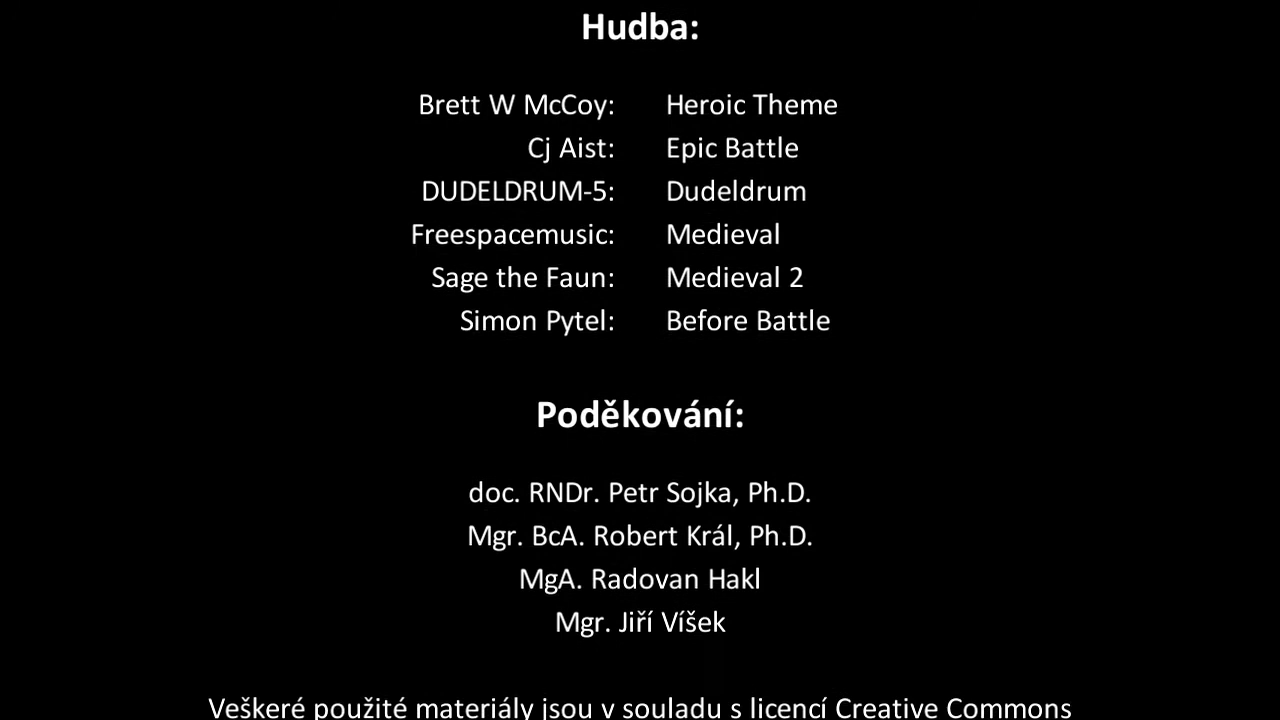 Hudba:
Brett W McCoy: Heroic Theme
Cj Aist: Epic Battle
DUDELDRUM-5: Dudeldrum
Freespacemusic: Medieval
Sage the Faun: Medieval 2
Simon Pytel: Before Battle
Poděkování:
doc. RNDr. Petr Sojka, Ph.D.
Mgr. BcA. Robert Král, Ph.D.
MgA. Radovan Hakl
Mgr. Jiří Víšek
Veškeré použité materiály jsou v souladu s licencí Creative Commons